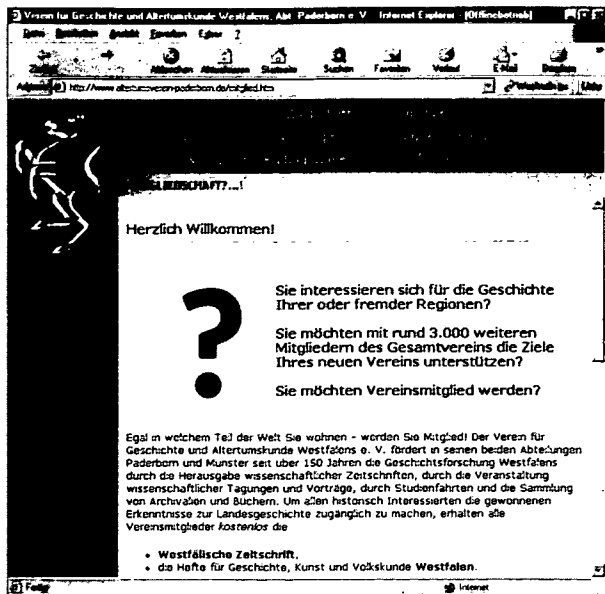 Verein für Geschichte und Altertumskunde Westfalens, Abt. Paderborn e. V. Internet Explorer - [Offlinebetrieb]
Datei Bearbeiten Ansicht Favoriten Extras ?
Zurück Abbrechen Aktualisieren Startseite Suchen Favoriten Verlauf E-Mail Drucken
http://www.altertumsverein-paderborn.de/mitglied.htm
MITGLIEDSCHAFT?...!
Herzlich Willkommen!
?
Sie interessieren sich für die Geschichte
Ihrer oder fremder Regionen?
Sie möchten mit rund 3.000 weiteren
Mitgliedern des Gesamtvereins die Ziele
Ihres neuen Vereins unterstützen?
Sie möchten Vereinsmitglied werden?
Egal in welchem Teil der Welt Sie wohnen - werden Sie Mitglied! Der Verein für
Geschichte und Altertumskunde Westfalens e. V. fördert in seinen beiden Abteilungen
Paderborn und Münster seit über 150 Jahren die Geschichtsforschung Westfalens
durch die Herausgabe wissenschaftlicher Zeitschriften, durch die Veranstaltung
wissenschaftlicher Tagungen und Vorträge, durch Studienfahrten und die Sammlung
von Archivalien und Büchern. Um allen historisch Interessierten die gewonnenen
Erkenntnisse zur Landesgeschichte zugänglich zu machen, erhalten alle
Vereinsmitglieder kostenlos die
• Westfälische Zeitschrift,
• die Hefte für Geschichte, Kunst und Volkskunde Westfalen.
Fertig Internet